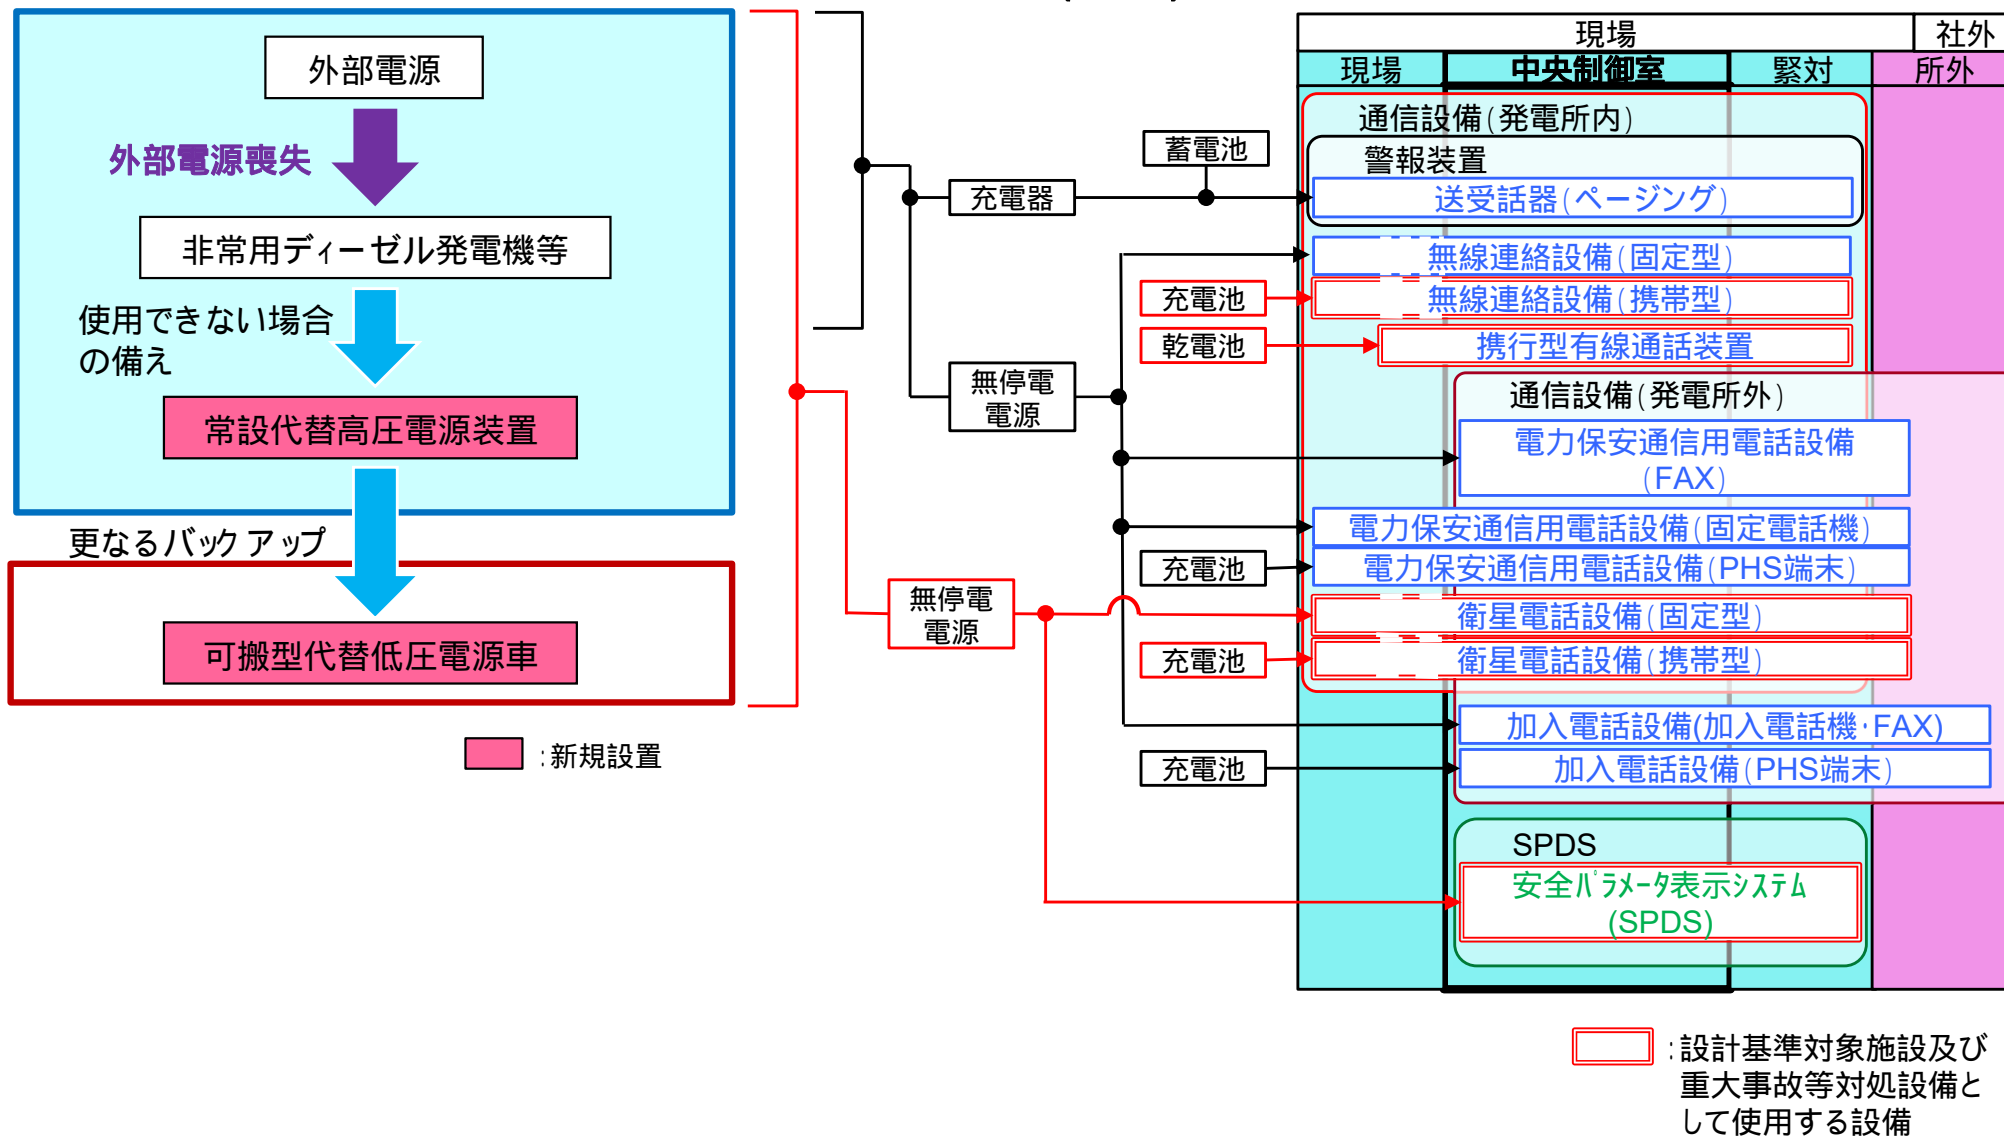 外部電源
外部電源喪失
非常用ディーゼル発電機等
使用できない場合
の備え
常設代替高圧電源装置
更なるバックアップ
可搬型代替低圧電源車
:新規設置
充電器
蓄電池
無停電
電源
充電池
乾電池
充電池
無停電
電源
充電池
充電池
現場
社外
現場
中央制御室
緊対
所外
通信設備(発電所内)
警報装置
送受話器(ページング)
無線連絡設備(固定型)
無線連絡設備(携帯型)
携行型有線通話装置
通信設備(発電所外)
電力保安通信用電話設備
(FAX)
電力保安通信用電話設備(固定電話機)
電力保安通信用電話設備(PHS端末)
衛星電話設備(固定型)
衛星電話設備(携帯型)
加入電話設備(加入電話機・FAX)
加入電話設備(PHS端末)
SPDS
安全パラメータ表示システム
(SPDS)
:設計基準対象施設及び
重大事故等対処設備と
して使用する設備